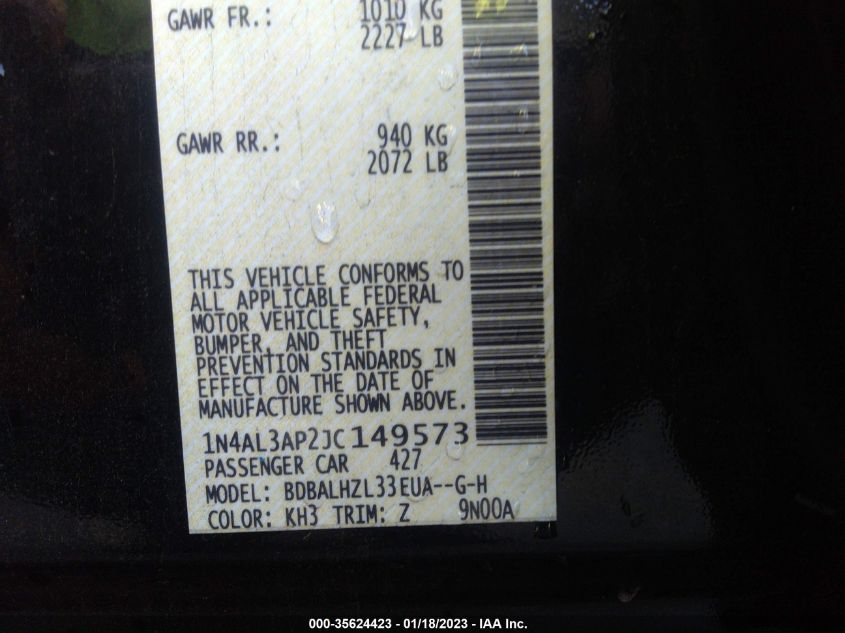 GAWR FR.: 1010 KG
2227 LB
GAWR RR.: 940 KG
2072 LB
THIS VEHICLE CONFORMS TO
ALL APPLICABLE FEDERAL
MOTOR VEHICLE SAFETY,
BUMPER, AND THEFT
PREVENTION STANDARDS IN
EFFECT ON THE DATE OF
MANUFACTURE SHOWN ABOVE.
1N4AL3AP2JC149573
PASSENGER CAR 427
MODEL: BDBALHZL33EUA--G-H
COLOR: KH3 TRIM: Z 9N00A
000-35624423 - 01/18/2023 - IAA Inc.